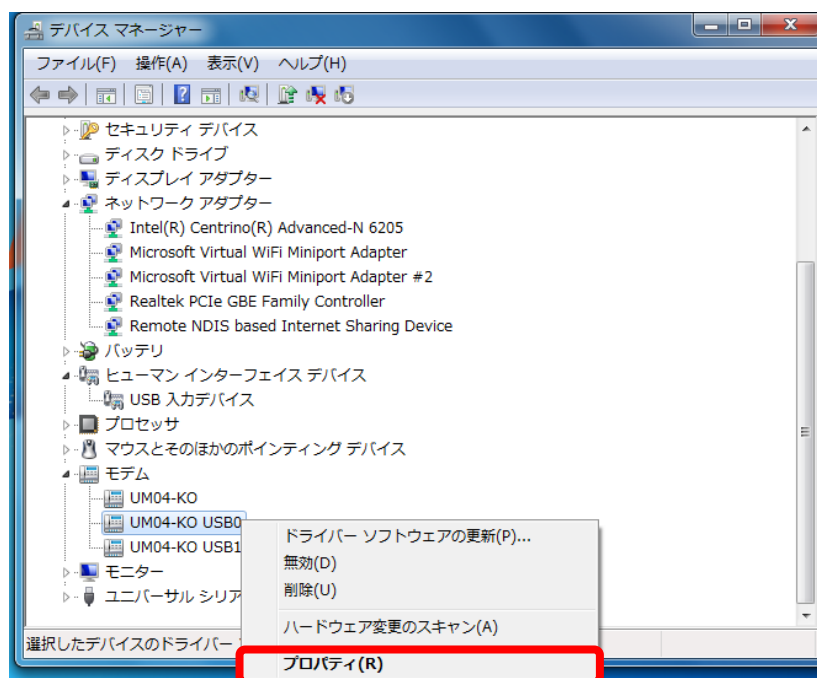 デバイス マネージャー
ファイル(F) 操作(A) 表示(V) ヘルプ(H)
セキュリティ デバイス
ディスク ドライブ
ディスプレイ アダプター
ネットワーク アダプター
Intel(R) Centrino(R) Advanced-N 6205
Microsoft Virtual WiFi Miniport Adapter
Microsoft Virtual WiFi Miniport Adapter #2
Realtek PCIe GBE Family Controller
Remote NDIS based Internet Sharing Device
バッテリ
ヒューマン インターフェイス デバイス
USB 入力デバイス
プロセッサ
マウスとそのほかのポインティング デバイス
モデム
UM04-KO
UM04-KO USB0
UM04-KO USB1
モニター
ユニバーサル シリア
ドライバー ソフトウェアの更新(P)...
無効(D)
削除(U)
ハードウェア変更のスキャン(A)
プロパティ(R)
選択したデバイスのドライバー